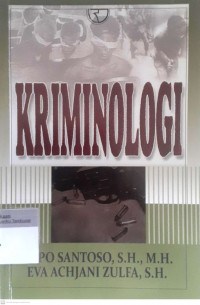 KRIMINOLOGI
PO SANTOSO, S.H., M.H.
EVA ACHJANI ZULFA, S.H.